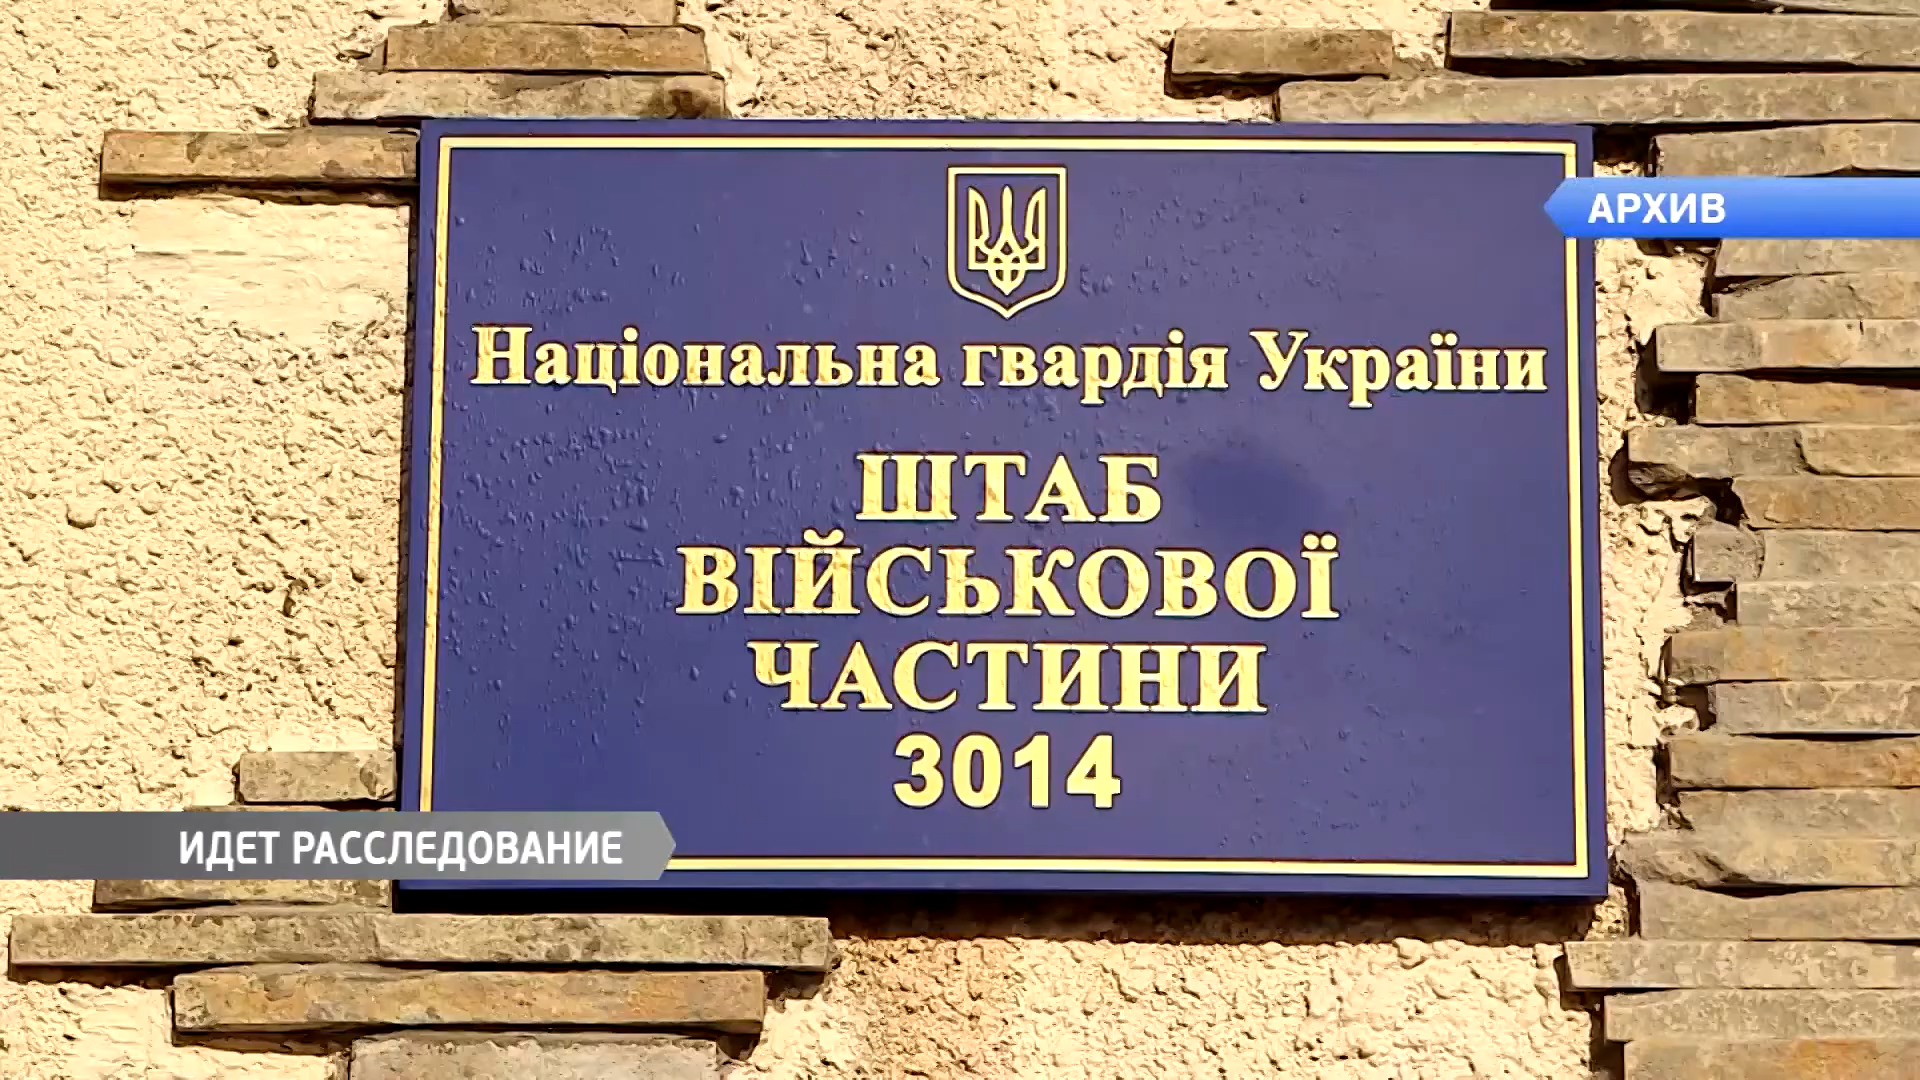 АРХИВ
Національна гвардія України
ШТАБ
ВІЙСЬКОВОЇ
ЧАСТИНИ
3014
ИДЕТ РАССЛЕДОВАНИЕ